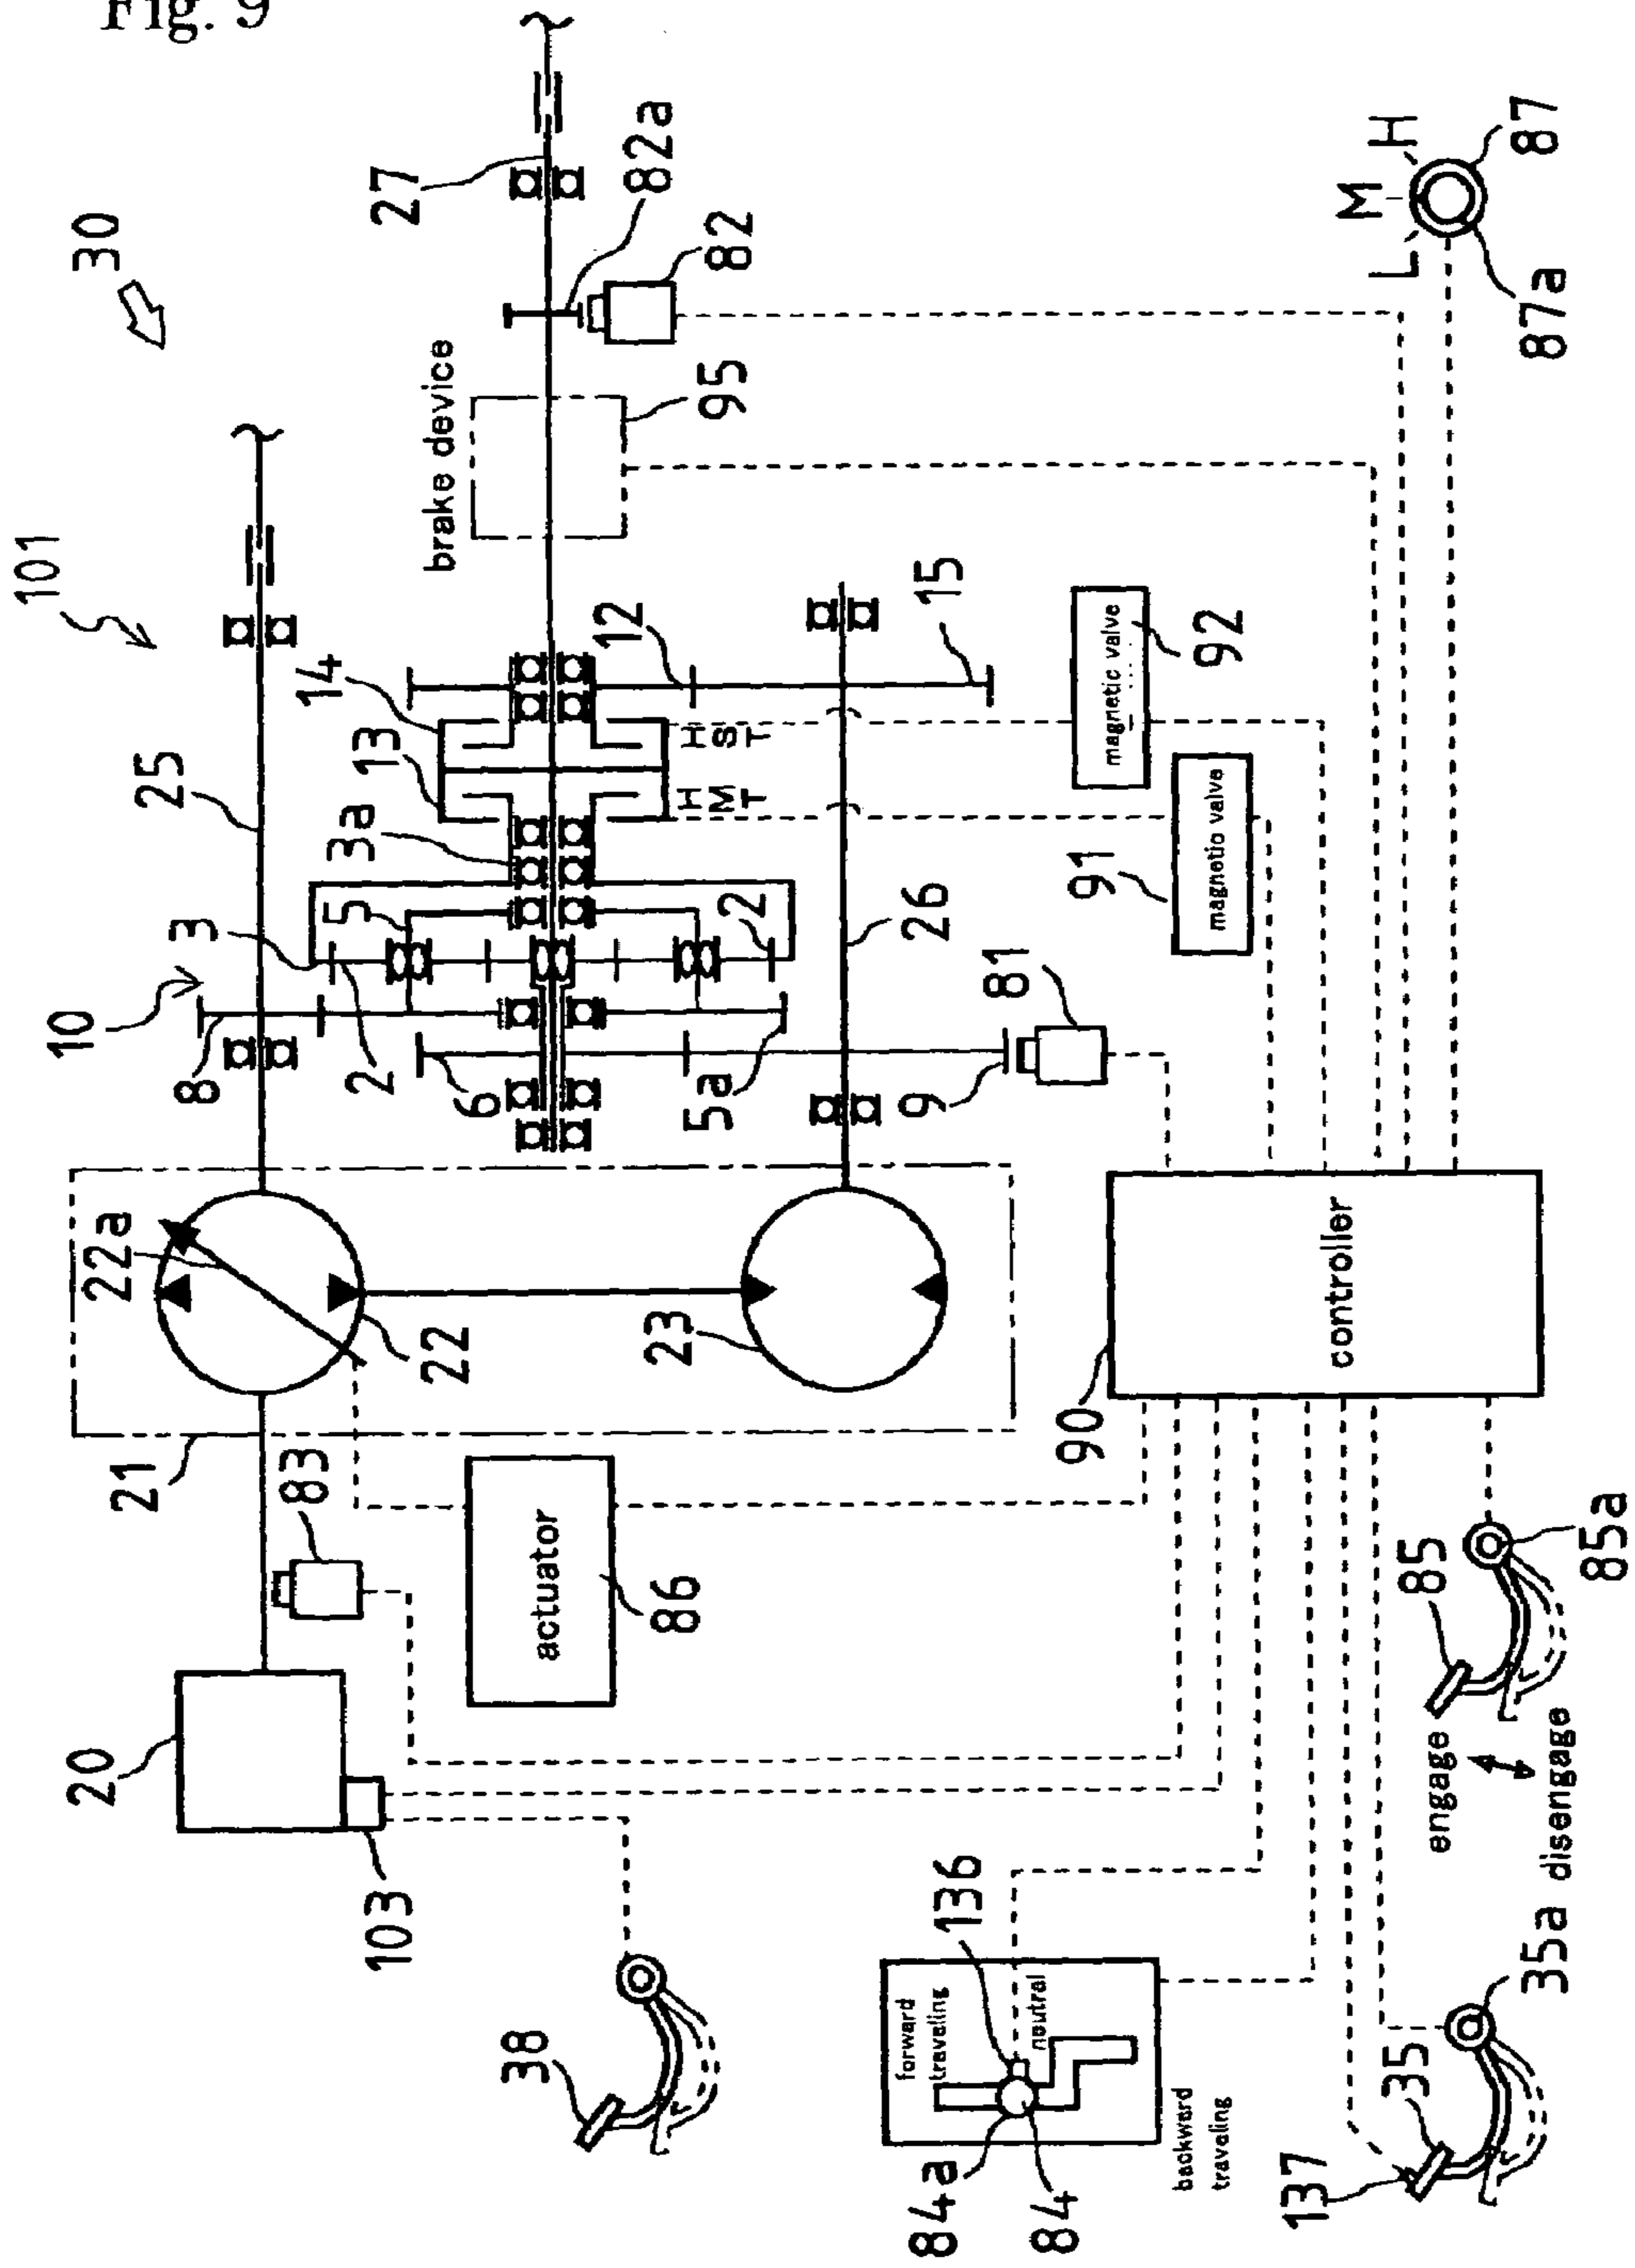 Fig. 9
30
101
10
27
82a
82
brake device
95
25
14
13
12
15
3a
H S T
H M T
3
5
2
2
8
6
5a
9
26
81
magnetic valve
92
magnetic valve
91
L
M
H
87
87a
22a
22
21
23
90
controller
83
actuator
86
20
103
38
136
forward
traveling
neutral
backward
traveling
84a
84
85
85a
engage
disengage
35
35a
137